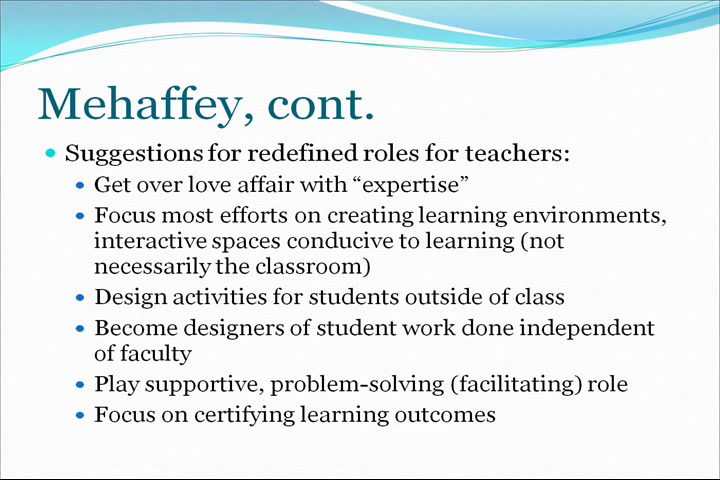 Mehaffey, cont.
Suggestions for redefined roles for teachers:
Get over love affair with “expertise”
Focus most efforts on creating learning environments,
interactive spaces conducive to learning (not
necessarily the classroom)
Design activities for students outside of class
Become designers of student work done independent
of faculty
Play supportive, problem-solving (facilitating) role
Focus on certifying learning outcomes